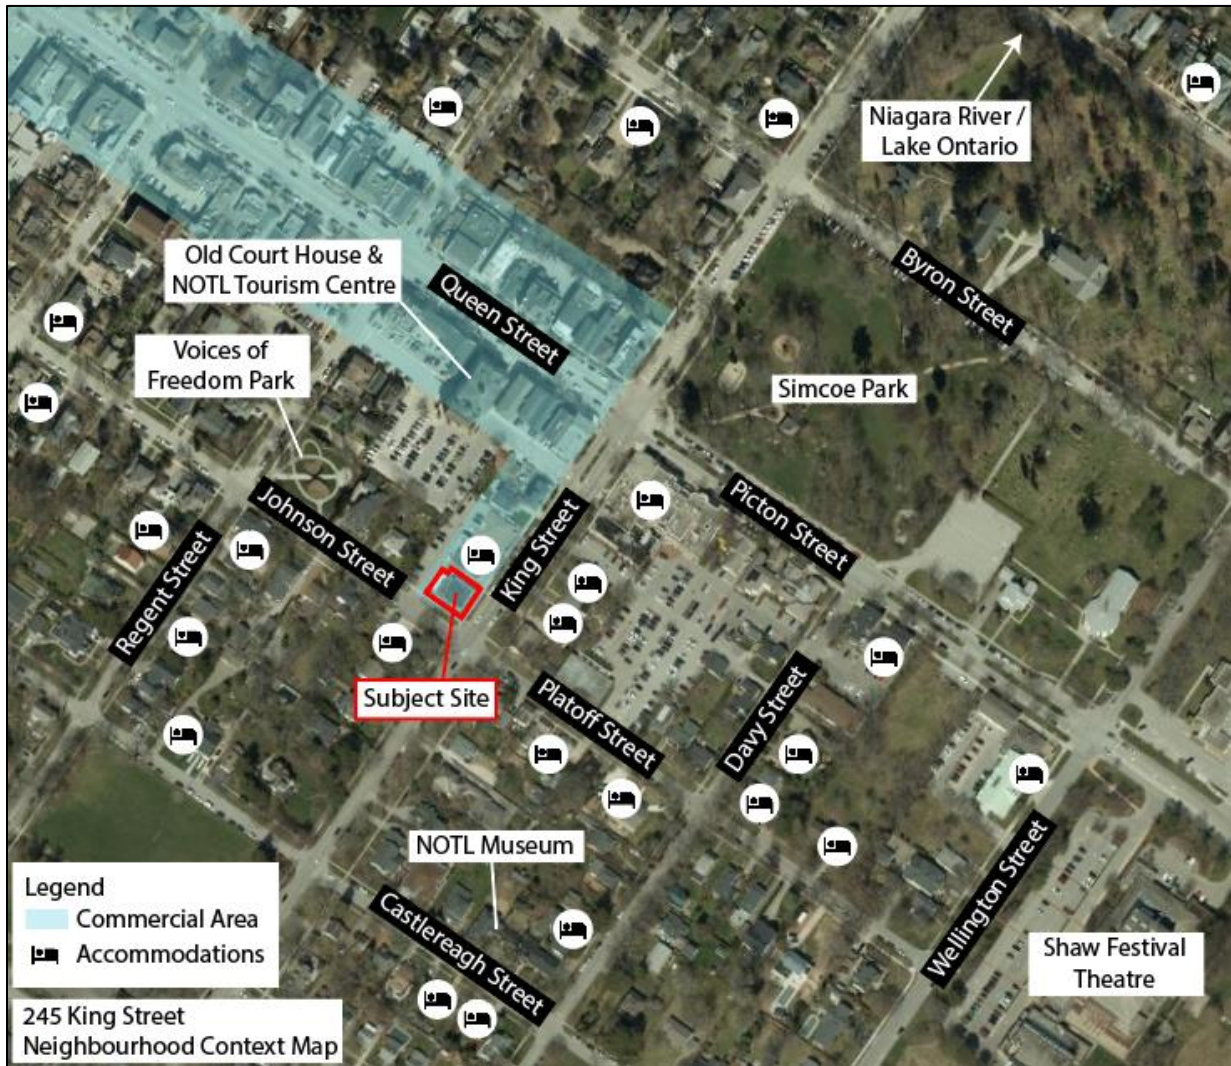 Niagara River /
Lake Ontario
Old Court House &
NOTL Tourism Centre
Queen Street
Byron Street
Voices of
Freedom Park
Simcoe Park
Johnson Street
King Street
Picton Street
Regent Street
Subject Site
Platoff Street
Davy Street
NOTL Museum
Wellington Street
Castlereagh Street
Shaw Festival
Theatre
Legend
Commercial Area
Accommodations
245 King Street
Neighbourhood Context Map